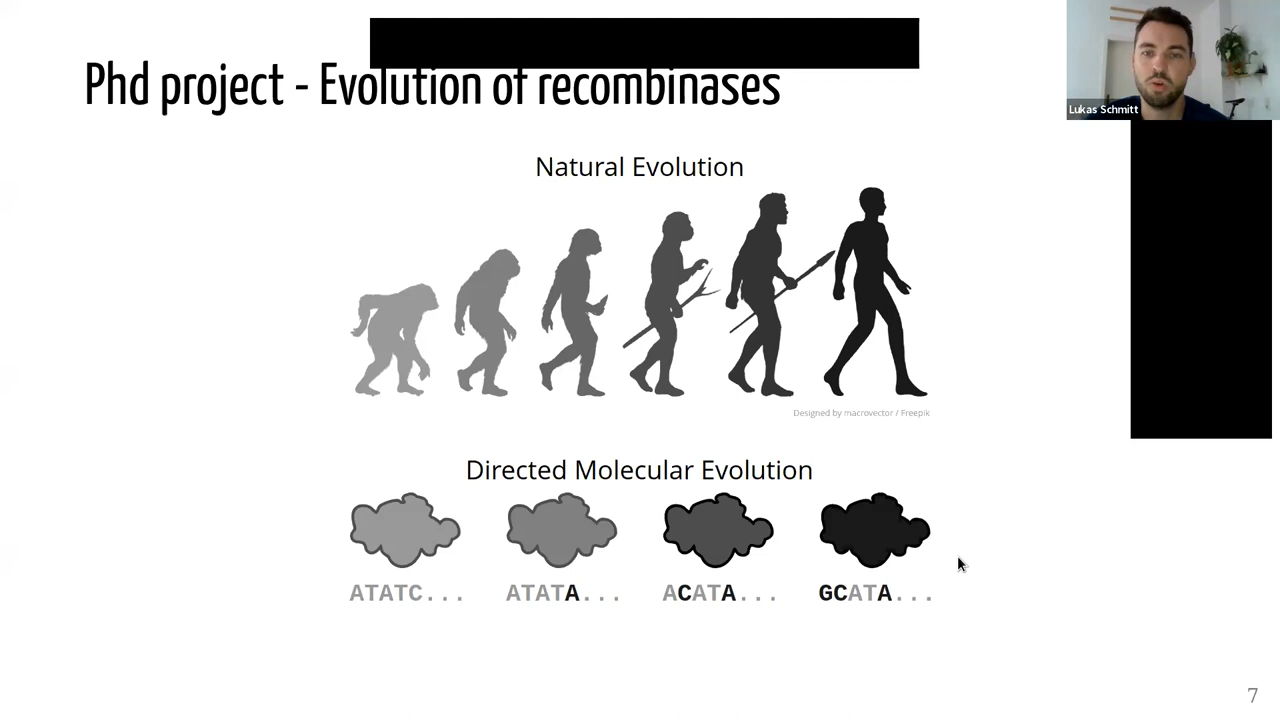 Phd project - Evolution of recombinases
Lukas Schmitt
Natural Evolution
Designed by macrovector / Freepik
Directed Molecular Evolution
ATATC... ATATA... ACATA... GCATA...
7